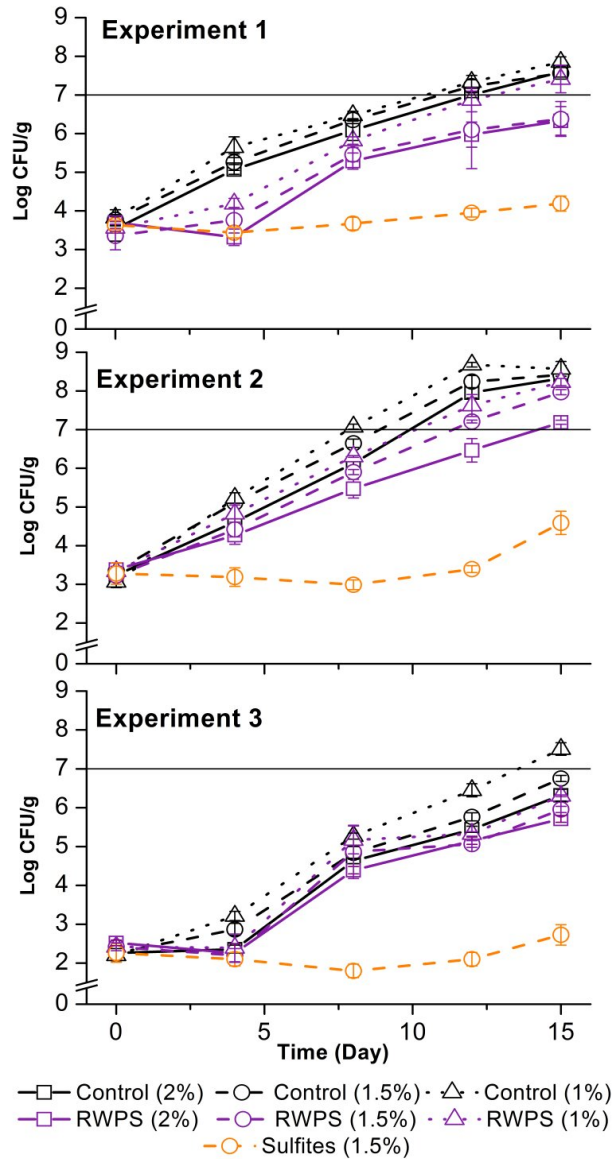 9
Experiment 1
8
7
6
5
4
3
2
0
Log CFU/g
9
Experiment 2
8
7
6
5
4
3
2
0
Log CFU/g
9
Experiment 3
8
7
6
5
4
3
2
0
Log CFU/g
0 5 10 15
Time (Day)
Control (2%) Control (1.5%) Control (1%)
RWPS (2%) RWPS (1.5%) RWPS (1%)
Sulfites (1.5%)